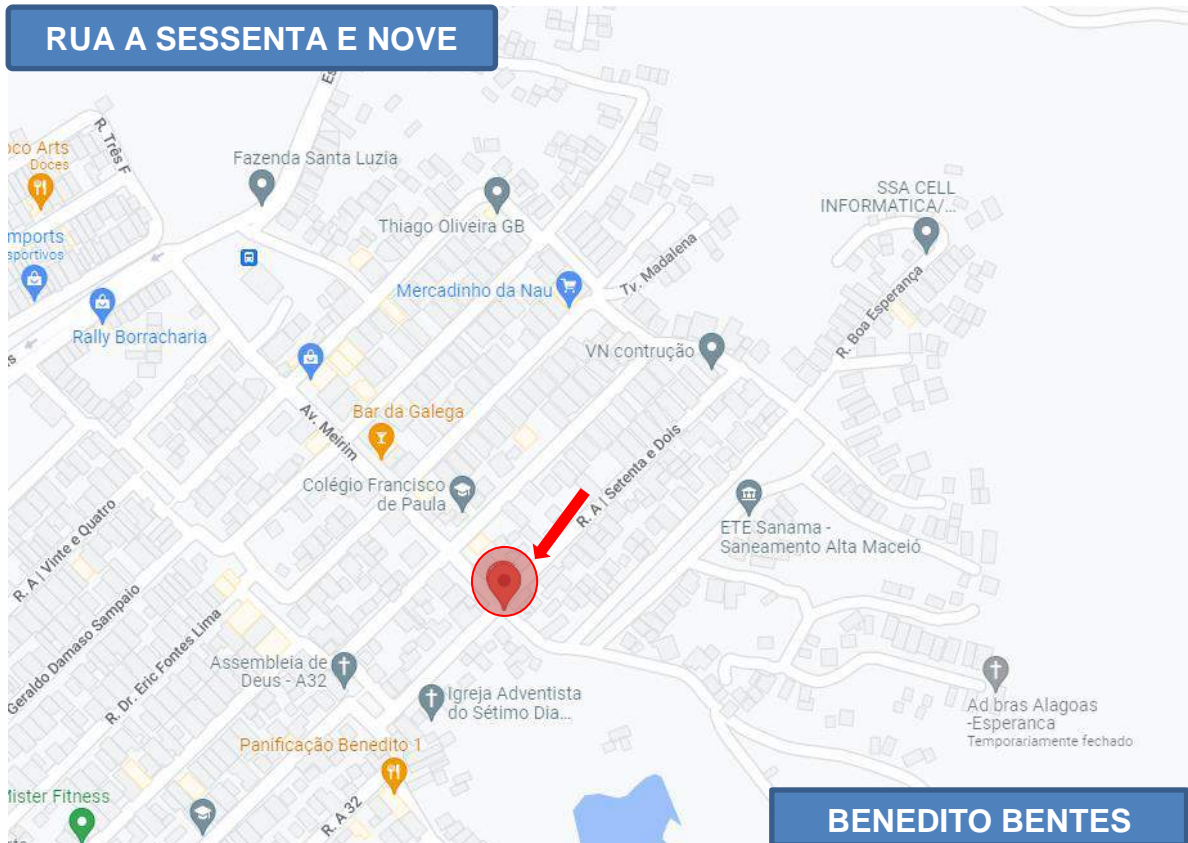 RUA A SESSENTA E NOVE
R. Três F
oco Arts
Doces
Fazenda Santa Luzia
SSA CELL
INFORMATICA/...
Thiago Oliveira GB
mports
sportivos
Tv. Madalena
Mercadinho da Nau
R. Boa Esperança
Rally Borracharia
VN contrução
Av. Meirim
Bar da Galega
R. A | Setenta e Dois
Colégio Francisco
de Paula
R. A | Vinte e Quatro
ETE Sanama -
Saneamento Alta Maceió
Geraldo Damaso Sampaio
R. Dr. Eric Fontes Lima
Assembleia de
Deus - A32
Igreja Adventista
do Sétimo Dia...
Ad bras Alagoas
-Esperanca
Temporariamente fechado
Panificação Benedito 1
Mister Fitness
R. A 32
BENEDITO BENTES